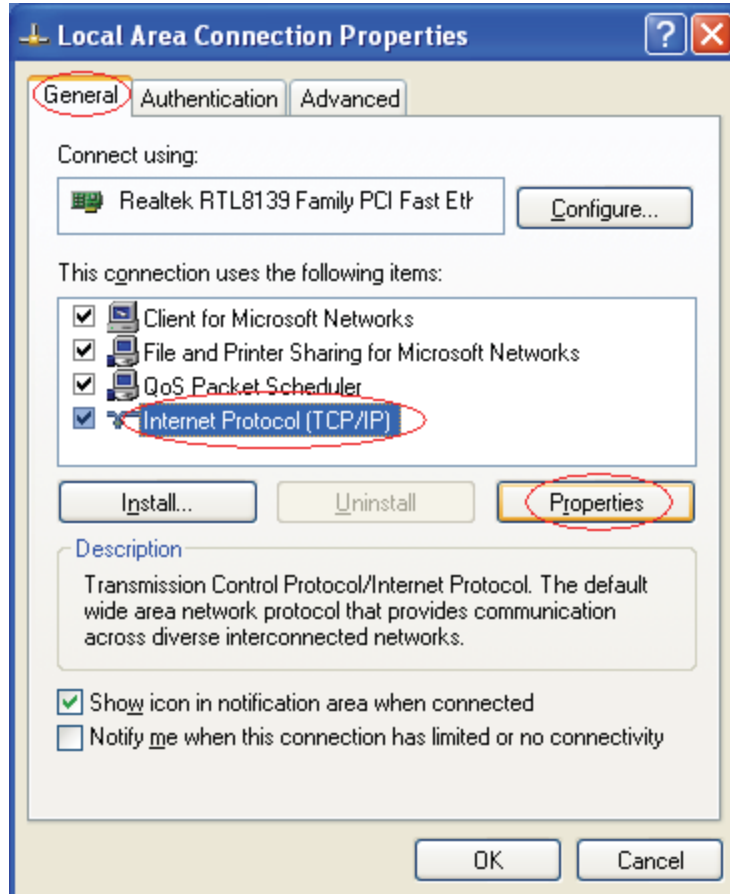 Local Area Connection Properties
General Authentication Advanced
Connect using:
Realtek RTL8139 Family PCI Fast Eth
Configure...
This connection uses the following items:
Client for Microsoft Networks
File and Printer Sharing for Microsoft Networks
QoS Packet Scheduler
Internet Protocol (TCP/IP)
Install... Uninstall Properties
Description
Transmission Control Protocol/Internet Protocol. The default
wide area network protocol that provides communication
across diverse interconnected networks.
Show icon in notification area when connected
Notify me when this connection has limited or no connectivity
OK Cancel